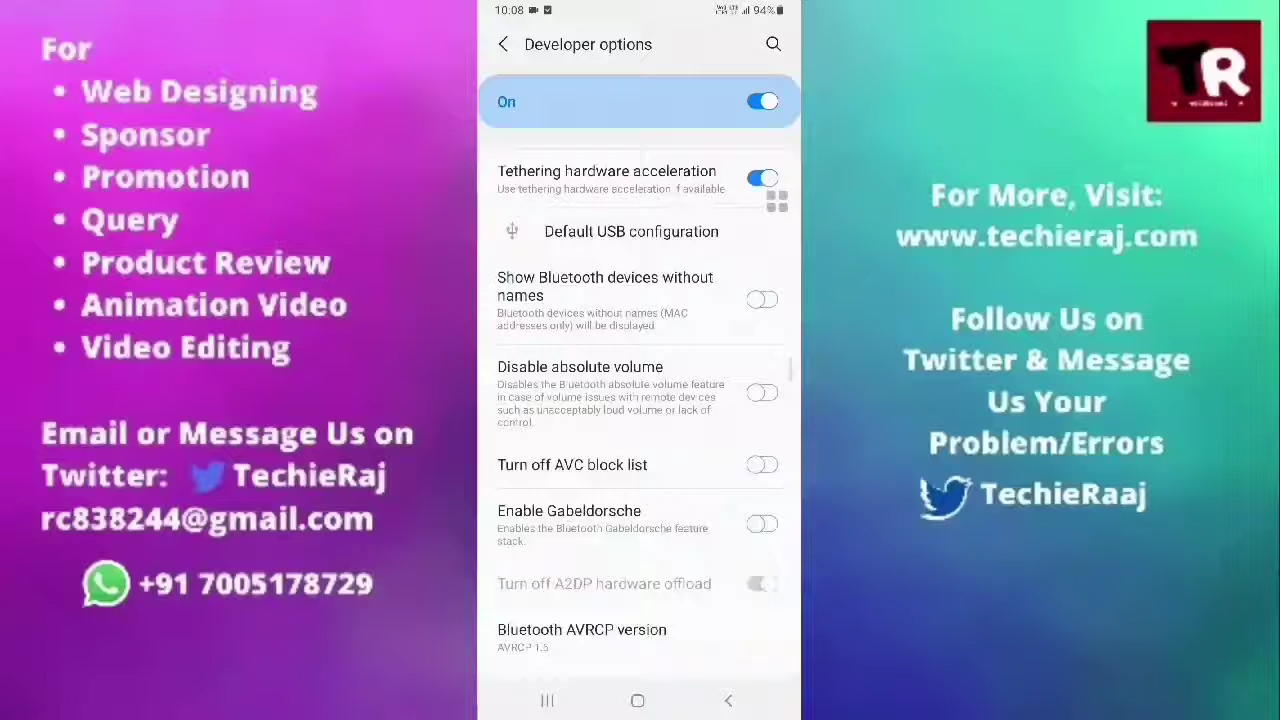 For
• Web Designing
• Sponsor
• Promotion
• Query
• Product Review
• Animation Video
• Video Editing
Email or Message Us on
Twitter: TechieRaj
rc838244@gmail.com
+91 7005178729
10:08
94%
Developer options
On
Tethering hardware acceleration
Use tethering hardware acceleration if available
Default USB configuration
Show Bluetooth devices without
names
Bluetooth devices without names (MAC
addresses only) will be displayed
Disable absolute volume
Disables the Bluetooth absolute volume feature
in case of volume issues with remote devices
such as unacceptably loud volume or lack of
control.
Turn off AVC block list
Enable Gabeldorsche
Enables the Bluetooth Gabeldorsche feature
stack.
Turn off A2DP hardware offload
Bluetooth AVRCP version
AVRCP 1.5
TR
For More, Visit:
www.techieraj.com
Follow Us on
Twitter & Message
Us Your
Problem/Errors
TechieRaaj